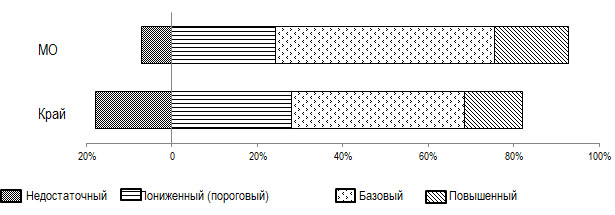 МО
Край
20% 0 20% 40% 60% 80% 100%
Недостаточный Пониженный (пороговый) Базовый Повышенный